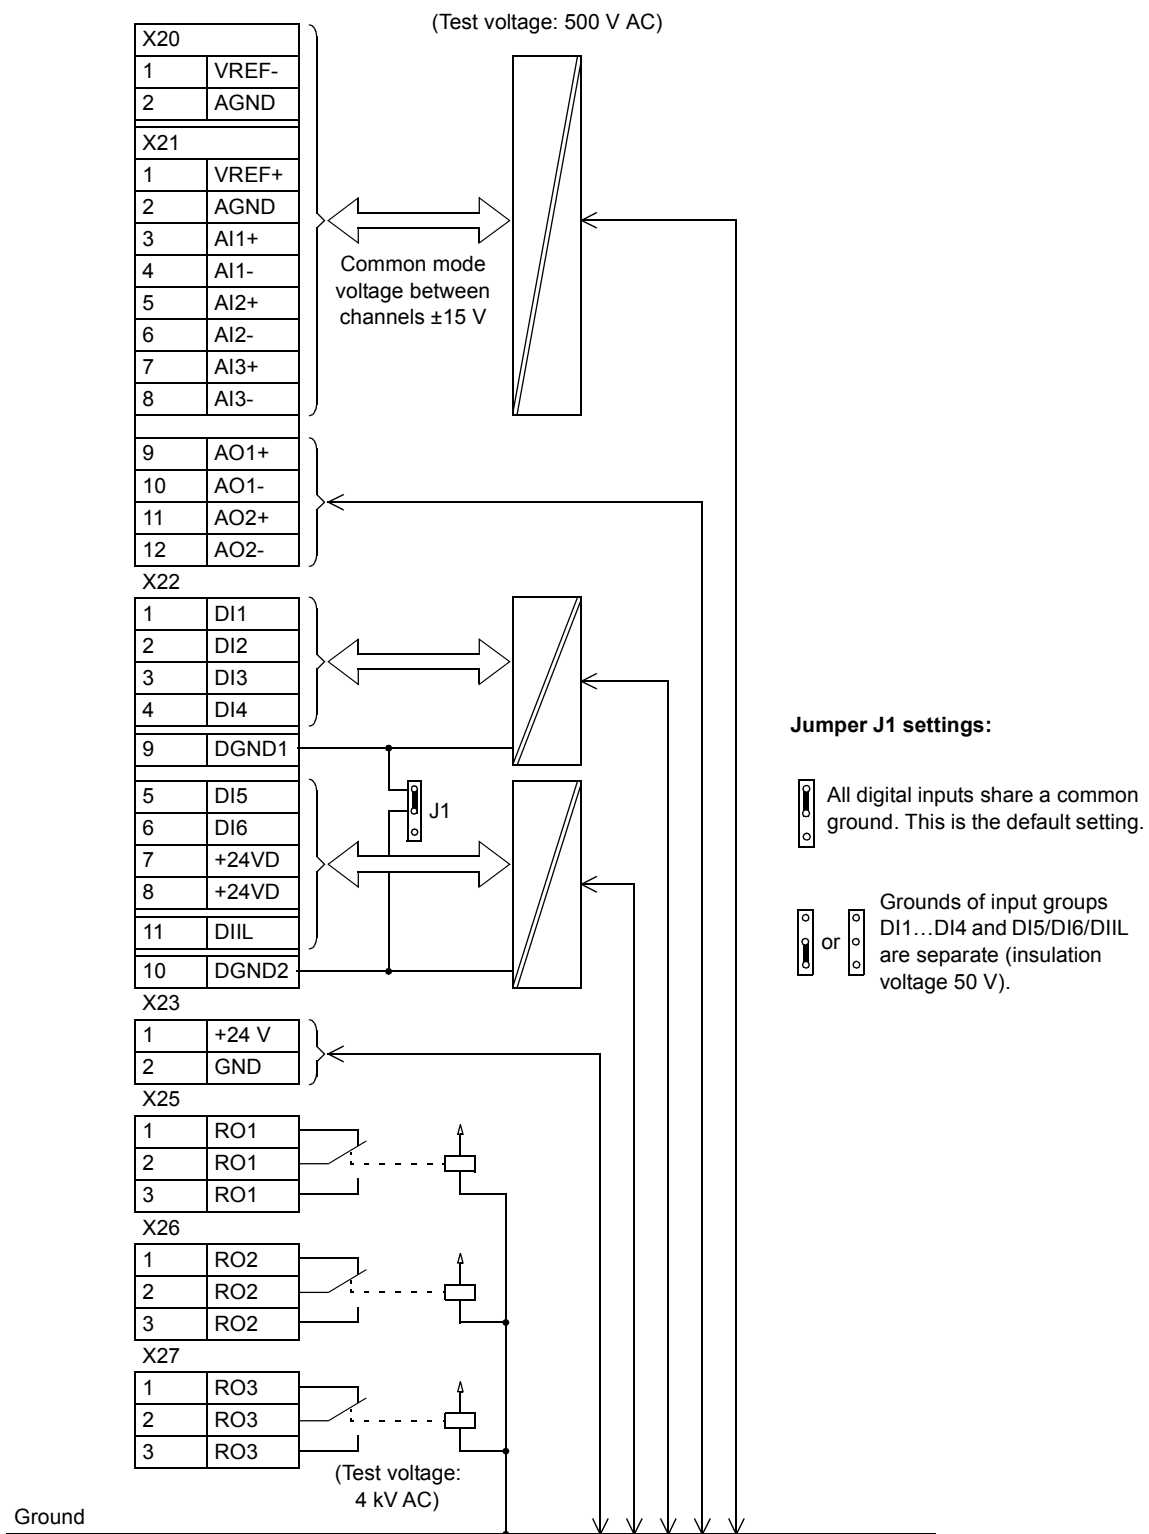 (Test voltage: 500 V AC)
X20
1 VREF-
2 AGND
X21
1 VREF+
2 AGND
3 AI1+
4 AI1-
5 AI2+
6 AI2-
7 AI3+
8 AI3-
Common mode
voltage between
channels ±15 V
9 AO1+
10 AO1-
11 AO2+
12 AO2-
X22
1 DI1
2 DI2
3 DI3
4 DI4
9 DGND1
5 DI5
6 DI6
7 +24VD
8 +24VD
11 DIIL
10 DGND2
J1
Jumper J1 settings:
All digital inputs share a common
ground. This is the default setting.
or
Grounds of input groups
DI1…DI4 and DI5/DI6/DIIL
are separate (insulation
voltage 50 V).
X23
1 +24 V
2 GND
X25
1 RO1
2 RO1
3 RO1
X26
1 RO2
2 RO2
3 RO2
X27
1 RO3
2 RO3
3 RO3
(Test voltage:
4 kV AC)
Ground